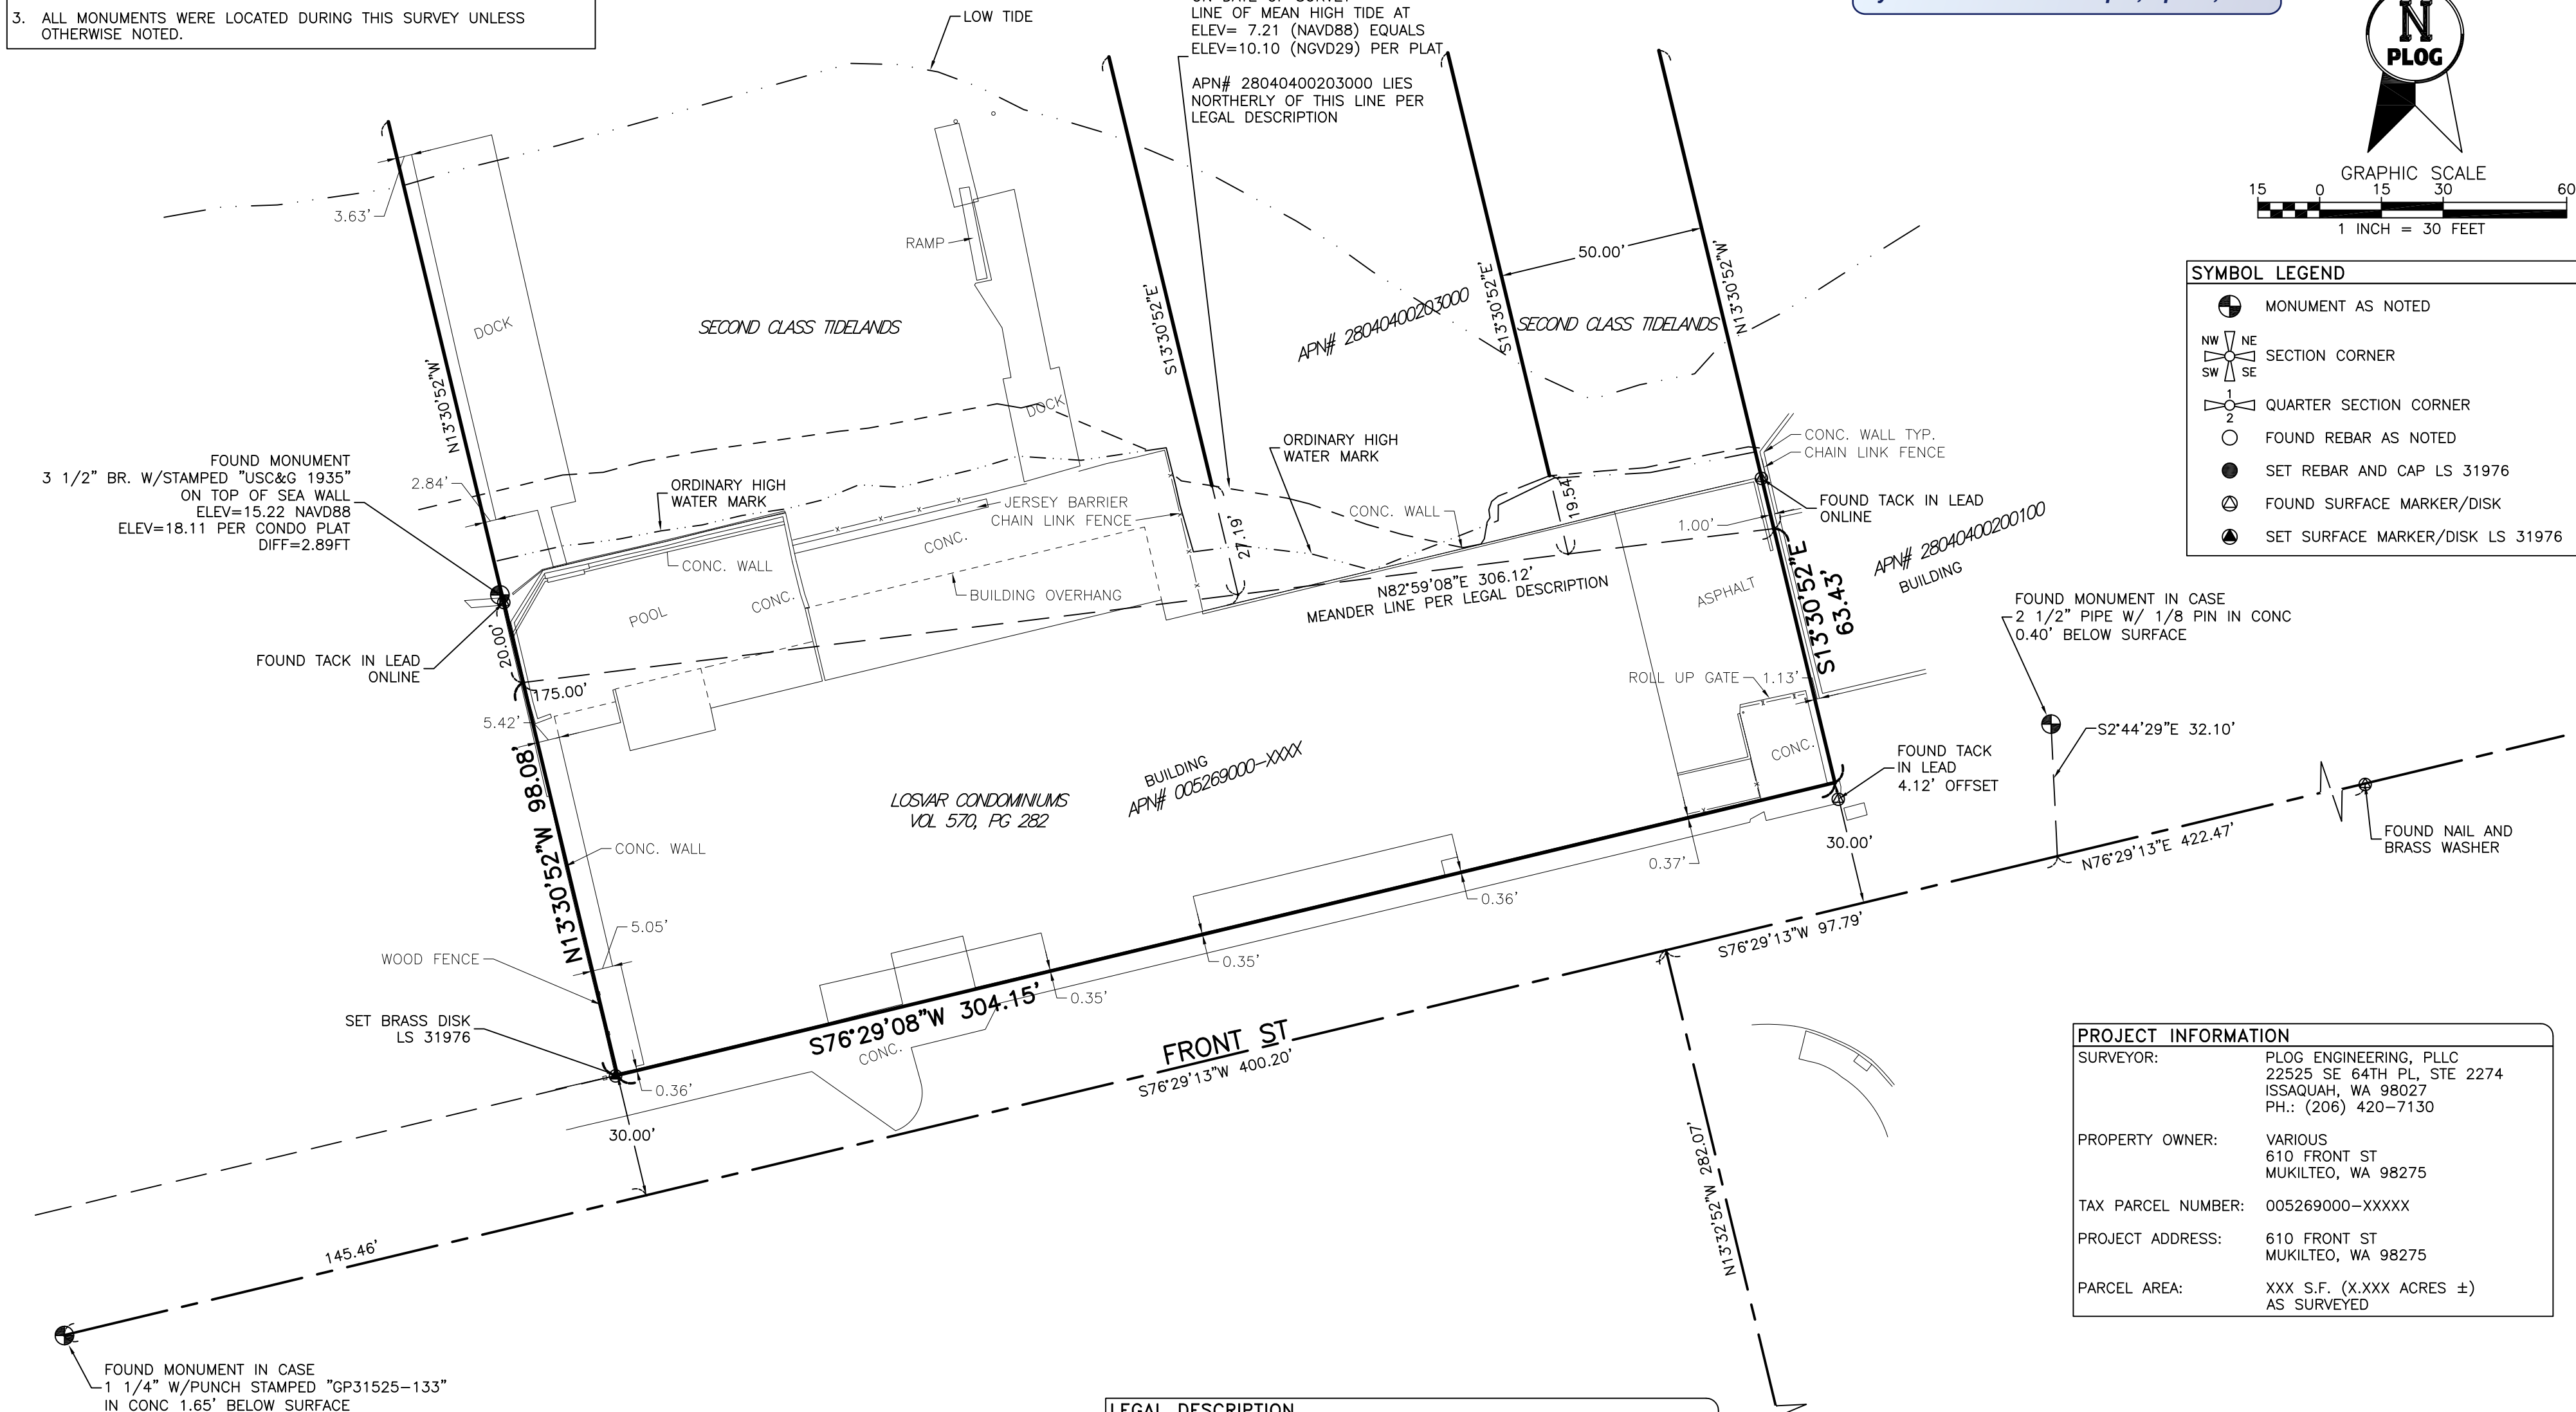 3. ALL MONUMENTS WERE LOCATED DURING THIS SURVEY UNLESS
OTHERWISE NOTED.
LOW TIDE
LINE OF MEAN HIGH TIDE AT
ELEV= 7.21 (NAVD88) EQUALS
ELEV=10.10 (NGVD29) PER PLAT
APN# 28040400203000 LIES
NORTHERLY OF THIS LINE PER
LEGAL DESCRIPTION
N
PLOG
GRAPHIC SCALE
15 0 15 30 60
1 INCH = 30 FEET
SYMBOL LEGEND
MONUMENT AS NOTED
NW NE
SW SE
SECTION CORNER
1
2
QUARTER SECTION CORNER
FOUND REBAR AS NOTED
SET REBAR AND CAP LS 31976
FOUND SURFACE MARKER/DISK
SET SURFACE MARKER/DISK LS 31976
3.63'
DOCK
RAMP
SECOND CLASS TIDELANDS
N13°30'52"W
DOCK
S13°30'52"E
APN# 28040400203000
S13°30'52"E
50.00'
SECOND CLASS TIDELANDS
N13°30'52"W
FOUND MONUMENT
3 1/2" BR. W/STAMPED "USC&G 1935"
ON TOP OF SEA WALL
ELEV=15.22 NAVD88
ELEV=18.11 PER CONDO PLAT
DIFF=2.89FT
2.84'
ORDINARY HIGH
WATER MARK
JERSEY BARRIER
CHAIN LINK FENCE
CONC.
ORDINARY HIGH
WATER MARK
CONC. WALL
19.54'
27.19'
CONC. WALL TYP.
CHAIN LINK FENCE
FOUND TACK IN LEAD
ONLINE
1.00'
APN# 28040400200100
BUILDING
CONC. WALL
POOL
CONC.
BUILDING OVERHANG
N82°59'08"E 306.12'
MEANDER LINE PER LEGAL DESCRIPTION
ASPHALT
S13°30'52"E
63.43'
FOUND TACK IN LEAD
ONLINE
20.00'
175.00'
5.42'
ROLL UP GATE
1.13'
CONC.
FOUND MONUMENT IN CASE
2 1/2" PIPE W/ 1/8 PIN IN CONC
0.40' BELOW SURFACE
S2°44'29"E 32.10'
FOUND TACK
IN LEAD
4.12' OFFSET
N13°30'52"W 98.08'
LOSVAR CONDOMINIUMS
VOL 570, PG 282
BUILDING
APN# 005269000-XXXX
CONC. WALL
FOUND NAIL AND
BRASS WASHER
N76°29'13"E 422.47'
30.00'
0.37'
0.36'
0.35'
0.35'
5.05'
WOOD FENCE
SET BRASS DISK
LS 31976
S76°29'08"W 304.15'
CONC.
0.36'
30.00'
FRONT ST
S76°29'13"W 400.20'
S76°29'13"W 97.79'
N13°32'52"W 282.07'
145.46'
FOUND MONUMENT IN CASE
1 1/4" W/PUNCH STAMPED "GP31525-133"
IN CONC 1.65' BELOW SURFACE
PROJECT INFORMATION
SURVEYOR: PLOG ENGINEERING, PLLC
22525 SE 64TH PL, STE 2274
ISSAQUAH, WA 98027
PH.: (206) 420-7130
PROPERTY OWNER: VARIOUS
610 FRONT ST
MUKILTEO, WA 98275
TAX PARCEL NUMBER: 005269000-XXXXX
PROJECT ADDRESS: 610 FRONT ST
MUKILTEO, WA 98275
PARCEL AREA: XXX S.F. (X.XXX ACRES ±)
AS SURVEYED
LEGAL DESCRIPTION